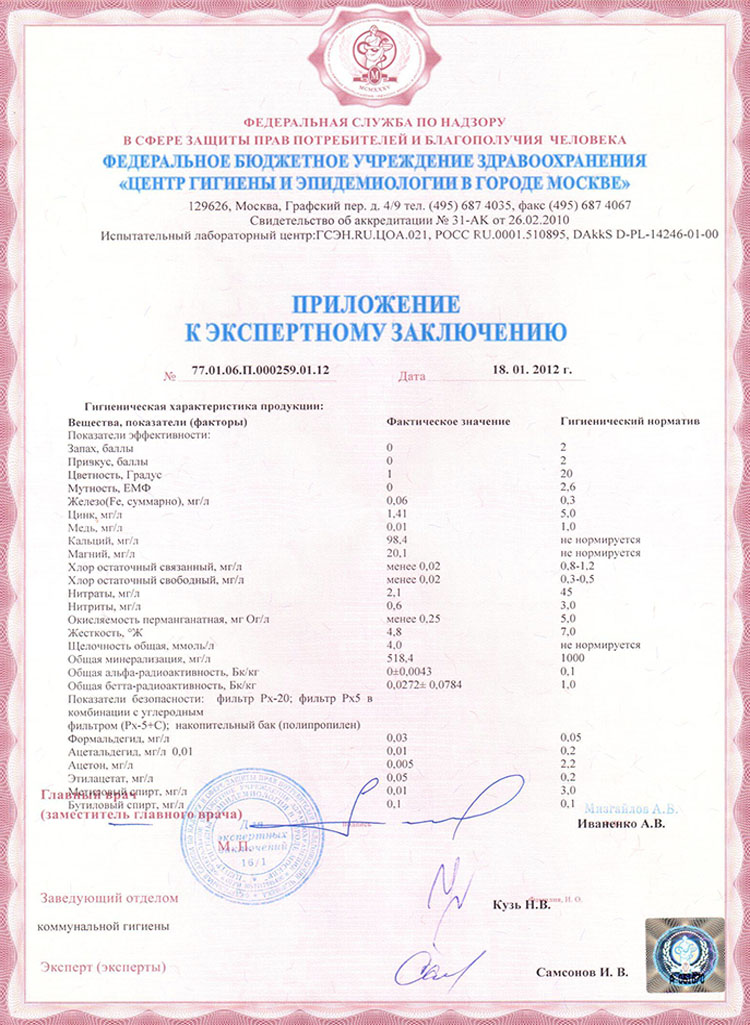 MCMXXXV
ФЕДЕРАЛЬНАЯ СЛУЖБА ПО НАДЗОРУ
В СФЕРЕ ЗАЩИТЫ ПРАВ ПОТРЕБИТЕЛЕЙ И БЛАГОПОЛУЧИЯ ЧЕЛОВЕКА
ФЕДЕРАЛЬНОЕ БЮДЖЕТНОЕ УЧРЕЖДЕНИЕ ЗДРАВООХРАНЕНИЯ
«ЦЕНТР ГИГИЕНЫ И ЭПИДЕМИОЛОГИИ В ГОРОДЕ МОСКВЕ»
129626, Москва, Графский пер. д. 4/9 тел. (495) 687 4035, факс (495) 687 4067
Свидетельство об аккредитации № 31-АК от 26.02.2010
Испытательный лабораторный центр:ГСЭН.RU.ЦОА.021, РОСС RU.0001.510895, DAkkS D-PL-14246-01-00
ПРИЛОЖЕНИЕ
К ЭКСПЕРТНОМУ ЗАКЛЮЧЕНИЮ
№ 77.01.06.П.000259.01.12 Дата 18. 01. 2012 г.
Гигиеническая характеристика продукции:
Вещества, показатели (факторы) Фактическое значение Гигиенический норматив
Показатели эффективности:
Запах, баллы 0 2
Привкус, баллы 0 2
Цветность, Градус 1 20
Мутность, ЕМФ 0 2,6
Железо(Fe, суммарно), мг/л 0,06 0,3
Цинк, мг/л 1,41 5,0
Медь, мг/л 0,01 1,0
Кальций, мг/л 98,4 не нормируется
Магний, мг/л 20,1 не нормируется
Хлор остаточный связанный, мг/л менее 0,02 0,8-1,2
Хлор остаточный свободный, мг/л менее 0,02 0,3-0,5
Нитраты, мг/л 2,1 45
Нитриты, мг/л 0,6 3,0
Окисляемость перманганатная, мг Ог/л менее 0,25 5,0
Жесткость, °Ж 4,8 7,0
Щелочность общая, ммоль/л 4,0 не нормируется
Общая минерализация, мг/л 518,4 1000
Общая альфа-радиоактивность, Бк/кг 0±0,0043 0,1
Общая бетта-радиоактивность, Бк/кг 0,0272± 0,0784 1,0
Показатели безопасности: фильтр Рх-20; фильтр Рх5 в
комбинации с углеродным
фильтром (Рх-5+С); накопительный бак (полипропилен)
Формальдегид, мг/л 0,03 0,05
Ацетальдегид, мг/л 0,01 0,01 0,2
Ацетон, мг/л 0,005 2,2
Этилацетат, мг/л 0,05 0,2
Метиловый спирт, мг/л 0,01 3,0
Бутиловый спирт, мг/л 0,1 0,1
Главный врач
(заместитель главного врача)
Мизгайлов А.В.
Иваненко А.В.
Для
экспертных
заключений
16/1
М. П.
Заведующий отделом
Кузь Н.В.
коммунальной гигиены
Эксперт (эксперты)
Самсонов И. В.